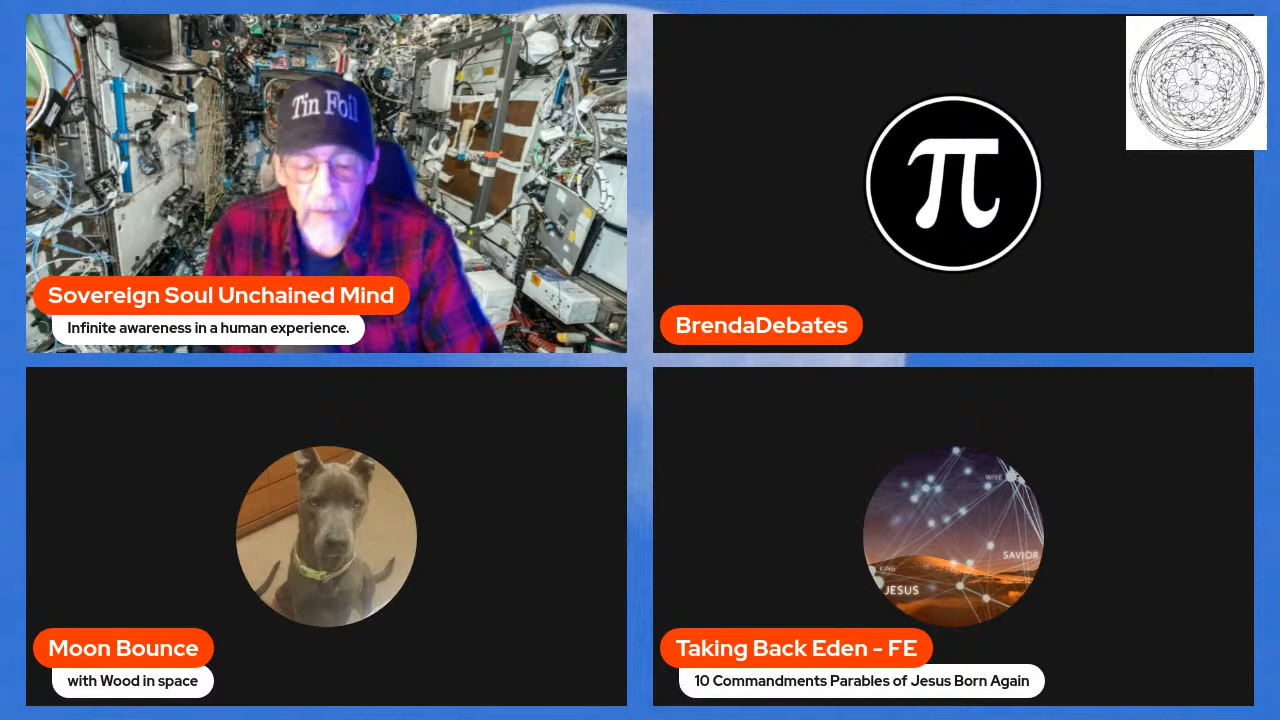 Tin Foil
Sovereign Soul Unchained Mind
Infinite awareness in a human experience.
π
BrendaDebates
Moon Bounce
with Wood in space
WISE
SAVIOR
KING
JESUS
Taking Back Eden - FE
10 Commandments Parables of Jesus Born Again